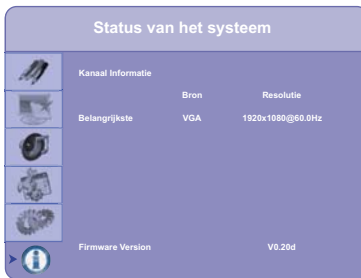 Status van het systeem
Kanaal Informatie
Bron Resolutie
Belangrijkste VGA 1920x1080@60.0Hz
Firmware Version V0.20d